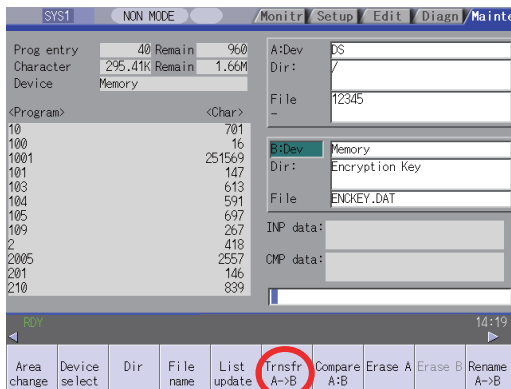 SYS1 NON MODE Monitr Setup Edit Diagn Mainte
Prog entry 40 Remain 960
Character 295.41K Remain 1.66M
Device Memory
<Program> <Char>
10 701
100 16
1001 251569
101 147
103 613
104 591
105 697
109 267
2 418
2005 2557
201 146
210 839
A:Dev DS
Dir: /
File 12345
-
B:Dev Memory
Dir: Encryption Key
File ENCKEY.DAT
INP data:
CMP data:
RDY 14:19
Area change
Device select
Dir
File name
List update
Trnsfr A->B
Compare A:B
Erase A
Erase B
Rename A->B